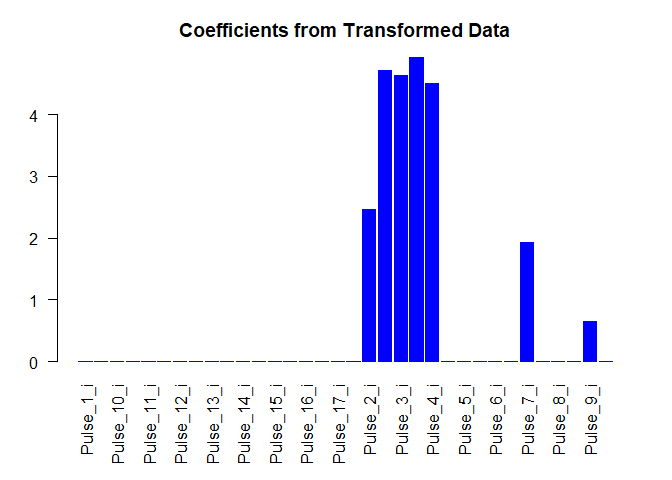 Coefficients from Transformed Data
4
3
2
1
0
Pulse_1_i
Pulse_10_i
Pulse_11_i
Pulse_12_i
Pulse_13_i
Pulse_14_i
Pulse_15_i
Pulse_16_i
Pulse_17_i
Pulse_2_i
Pulse_3_i
Pulse_4_i
Pulse_5_i
Pulse_6_i
Pulse_7_i
Pulse_8_i
Pulse_9_i